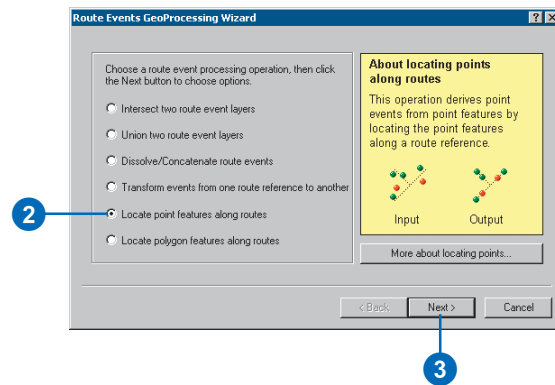 Route Events GeoProcessing Wizard
Choose a route event processing operation, then click
the Next button to choose options.
Intersect two route event layers
Union two route event layers
Dissolve/Concatenate route events
Transform events from one route reference to another
2
Locate point features along routes
Locate polygon features along routes
About locating points
along routes
This operation derives point
events from point features by
locating the point features
along a route reference.
Input
Output
More about locating points...
< Back
Next >
Cancel
3